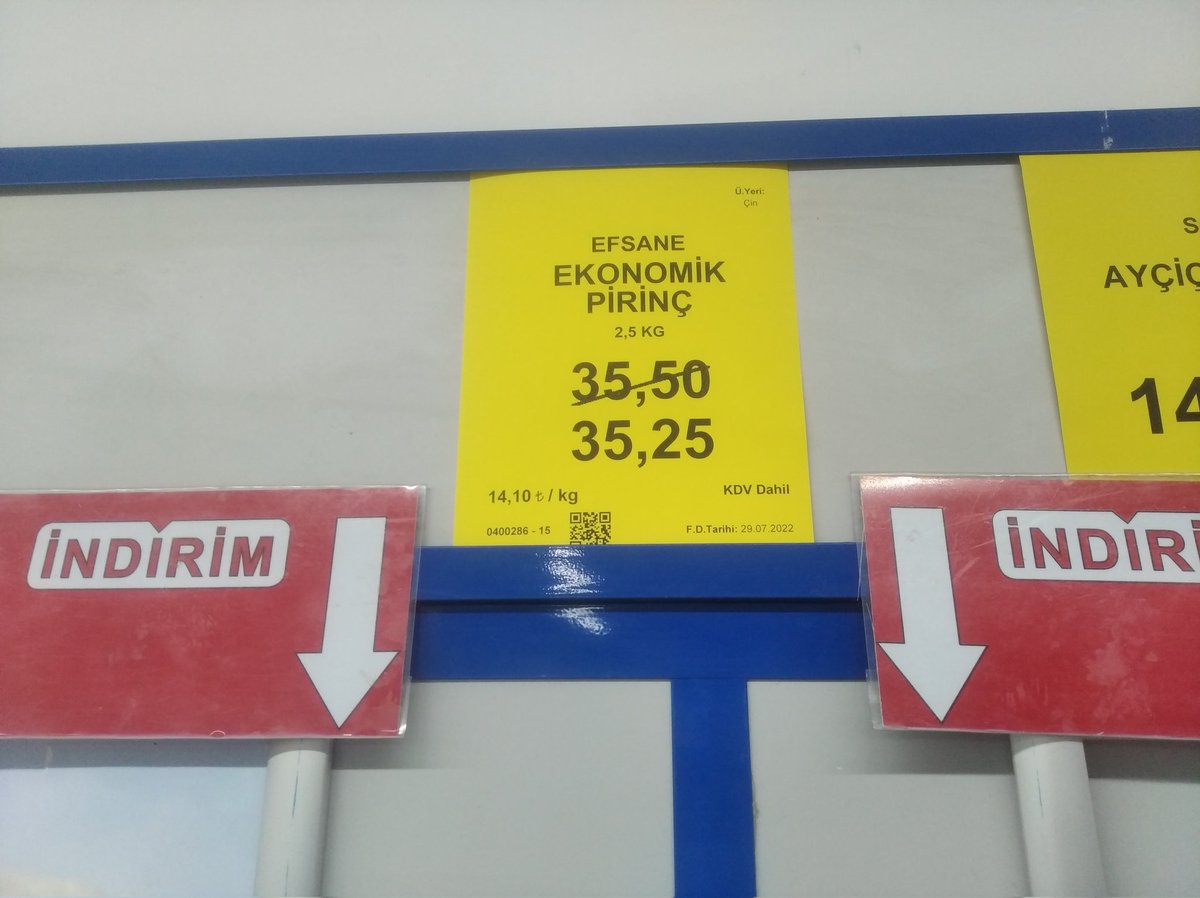 Ü.Yeri:
Çin
EFSANE
EKONOMİK
PİRİNÇ
2,5 KG
35,50
35,25
14,10 ₺ / kg
KDV Dahil
0400286 - 15
F.D.Tarihi: 29.07.2022
S
AYÇİÇ
14
İNDİRİM
İNDİRİ